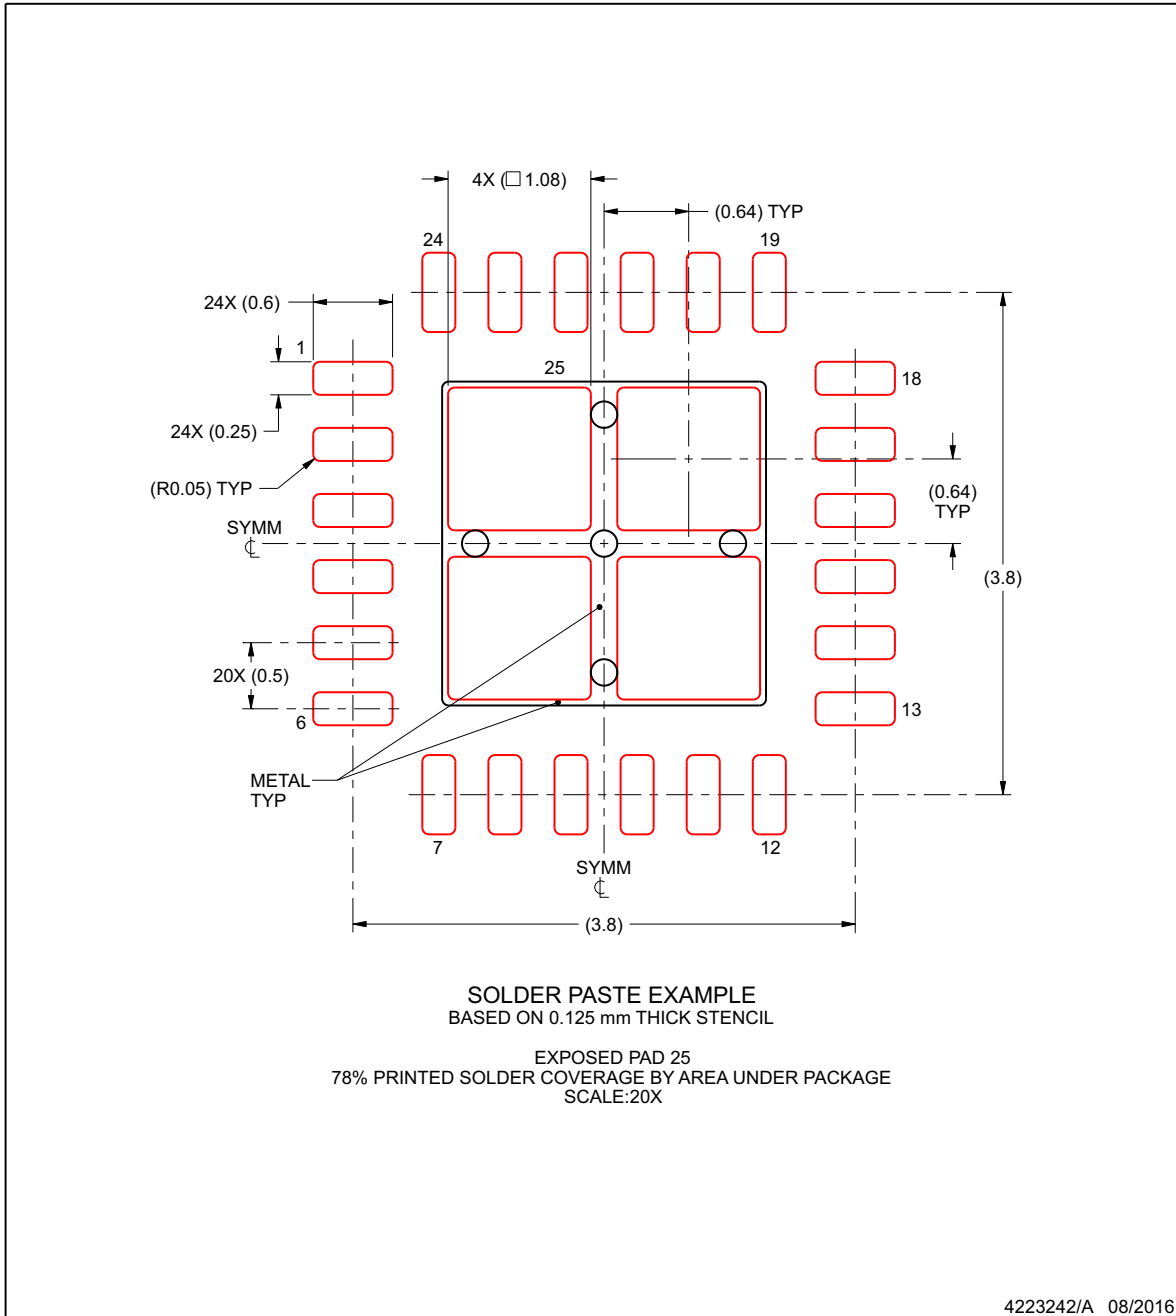 4X (□ 1.08)
(0.64) TYP
24
19
24X (0.6)
1
25
18
24X (0.25)
(R0.05) TYP
(0.64)
TYP
SYMM
℄
(3.8)
20X (0.5)
6
13
METAL
TYP
7
12
SYMM
℄
(3.8)
SOLDER PASTE EXAMPLE
BASED ON 0.125 mm THICK STENCIL
EXPOSED PAD 25
78% PRINTED SOLDER COVERAGE BY AREA UNDER PACKAGE
SCALE:20X
4223242/A 08/2016